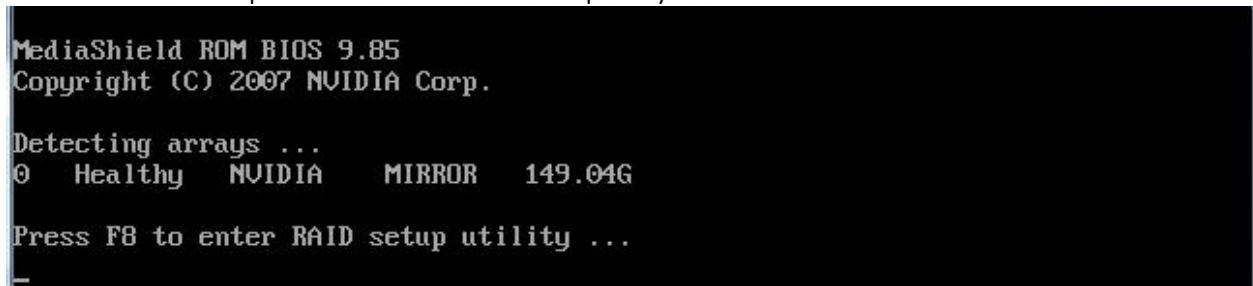 MediaShield ROM BIOS 9.85
Copyright (C) 2007 NVIDIA Corp.
Detecting arrays ...
0 Healthy NVIDIA MIRROR 149.04G
Press F8 to enter RAID setup utility ...